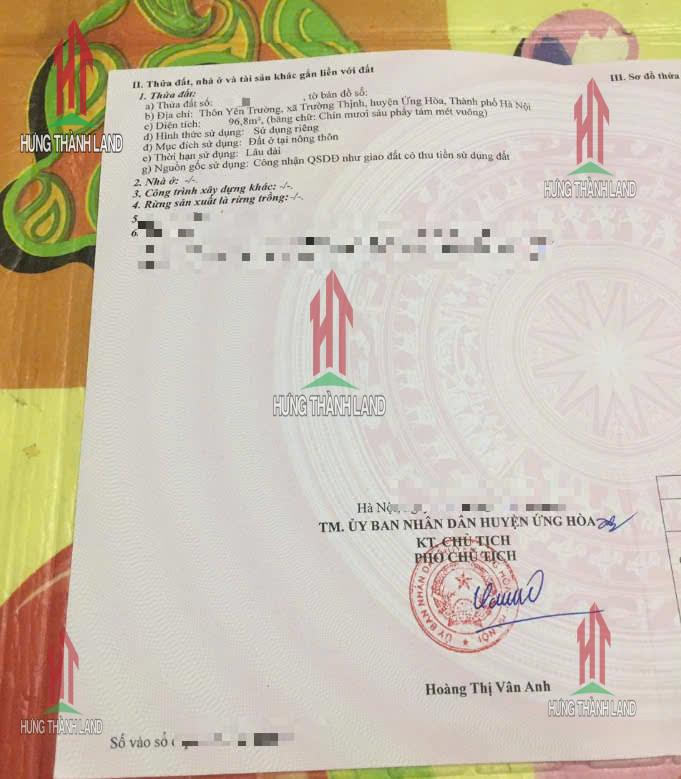 II. Thửa đất, nhà ở và tài sản khác gắn liền với đất
III. Sơ đồ thửa
1. Thửa đất:
a) Thửa đất số: , tờ bản đồ số:
b) Địa chỉ: Thôn Yên Trường, xã Trường Thịnh, huyện Ứng Hòa, Thành phố Hà Nội
c) Diện tích: 96,8m², (bằng chữ: Chín mươi sáu phẩy tám mét vuông)
d) Hình thức sử dụng: Sử dụng riêng
đ) Mục đích sử dụng: Đất ở tại nông thôn
e) Thời hạn sử dụng: Lâu dài
g) Nguồn gốc sử dụng: Công nhận QSDĐ như giao đất có thu tiền sử dụng đất
2. Nhà ở: -/-.
3. Công trình xây dựng khác: -/-.
4. Rừng sản xuất là rừng trồng: -/-.
5
6.
Hà Nộ
TM. ỦY BAN NHÂN DÂN HUYỆN ỨNG HÒA
KT. CHỦ TỊCH
PHÓ CHỦ TỊCH
Hoàng Thị Vân Anh
Số vào sổ
HƯNG THÀNH LAND
HƯNG THÀNH LAND
HƯNG THÀNH LAND
HƯNG THÀNH LAND
HƯNG THÀNH LAND